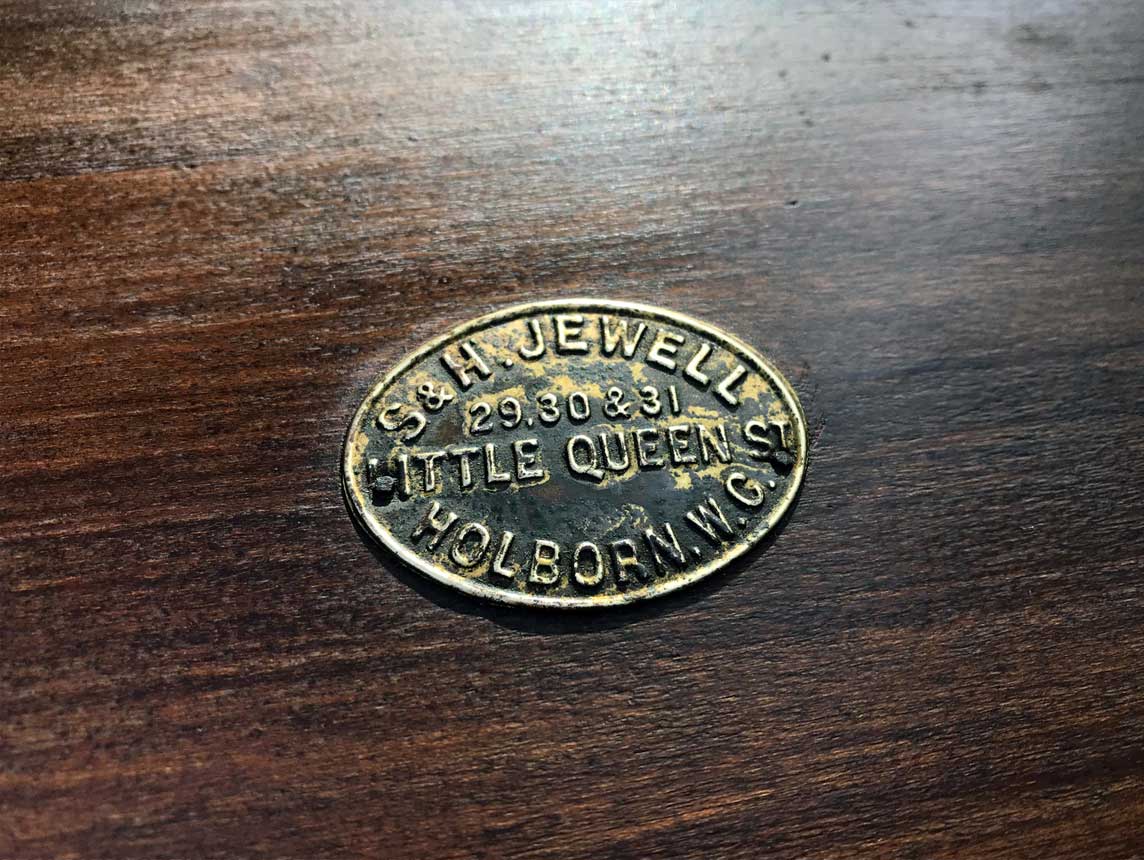 S & H. JEWELL
29, 30 & 31
LITTLE QUEEN ST.
HOLBORN. W. C.